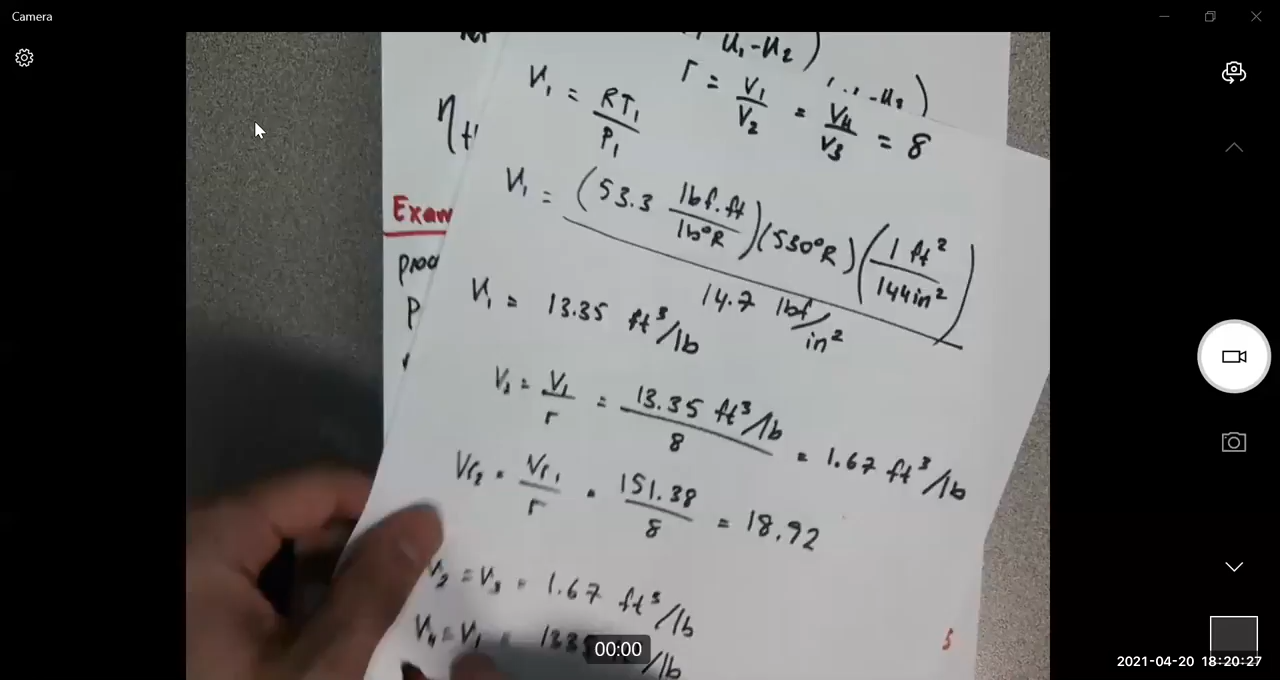 Camera
u₁-u₂)
r = V₁/V₂ = V₄/V₃ = 8
V₁ = RT₁/P₁
η
V₁ = (53.3 lbf.ft/lb°R)(530°R)(1 ft²/144in²)
14.7 lbf/in²
V₁ = 13.35 ft³/lb
V₂ = V₁/r = 13.35 ft³/lb / 8 = 1.67 ft³/lb
Vr₂ = Vr₁/r = 151.38/8 = 18.92
V₂ = V₃ = 1.67 ft³/lb
V₄ = V₁ = 13.35 /lb
Exam
P
00:00
2021-04-20 18:20:27